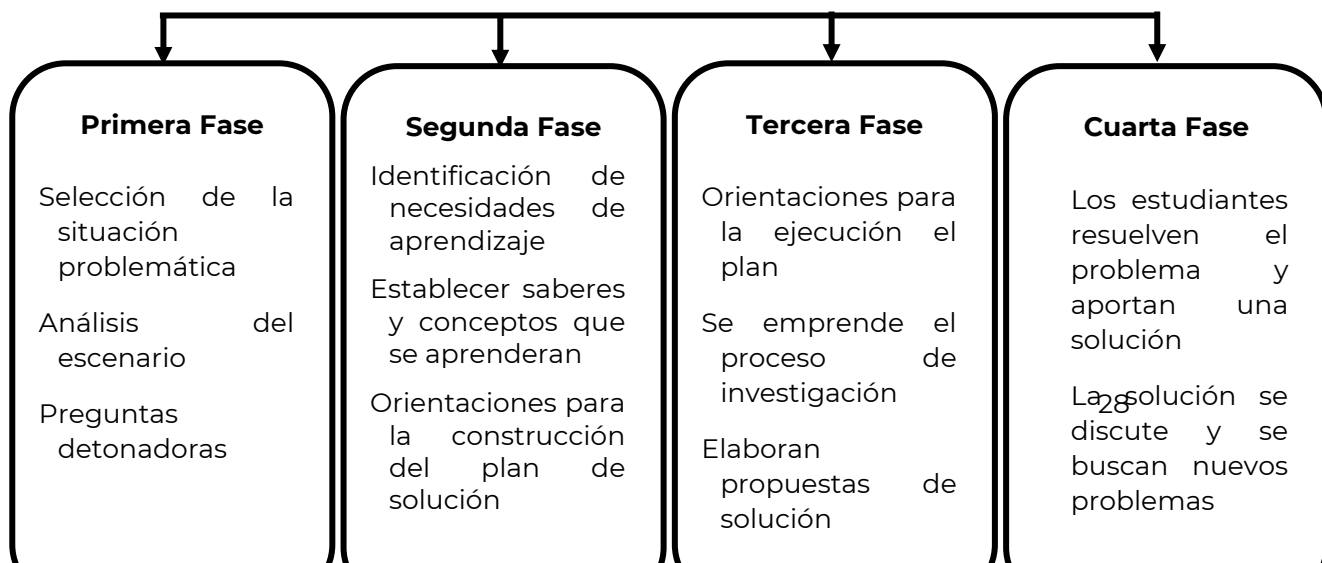 Primera Fase
Selección de la
situación
problemática
Análisis del
escenario
Preguntas
detonadoras
Segunda Fase
Identificación de
necesidades de
aprendizaje
Establecer saberes
y conceptos que
se aprenderan
Orientaciones para
la construcción
del plan de
solución
Tercera Fase
Orientaciones para
la ejecución el
plan
Se emprende el
proceso de
investigación
Elaboran
propuestas de
solución
Cuarta Fase
Los estudiantes
resuelven el
problema y
aportan una
solución
La solución se
discute y se
buscan nuevos
problemas
28